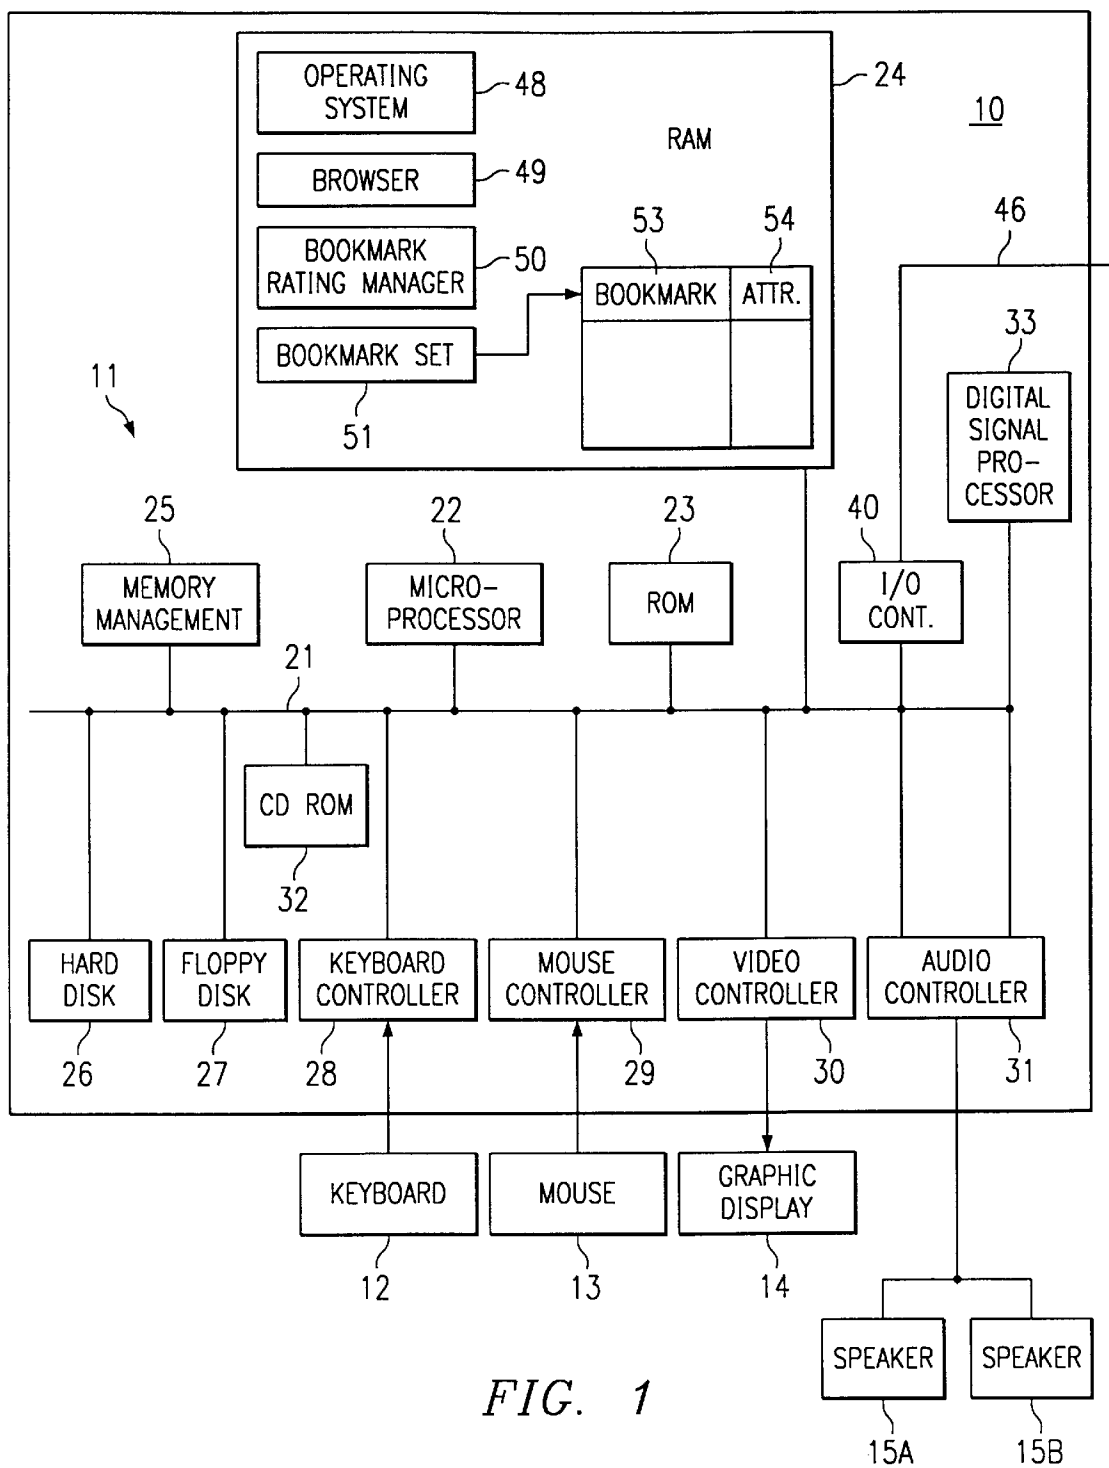 OPERATING
SYSTEM
48
24
10
RAM
BROWSER
49
53
54
46
BOOKMARK
RATING MANAGER
50
BOOKMARK
ATTR.
33
BOOKMARK SET
51
11
DIGITAL
SIGNAL
PRO–
CESSOR
25
22
23
40
MEMORY
MANAGEMENT
MICRO–
PROCESSOR
ROM
I/O
CONT.
21
CD ROM
32
HARD
DISK
FLOPPY
DISK
KEYBOARD
CONTROLLER
MOUSE
CONTROLLER
VIDEO
CONTROLLER
AUDIO
CONTROLLER
26
27
28
29
30
31
KEYBOARD
MOUSE
GRAPHIC
DISPLAY
12
13
14
SPEAKER
SPEAKER
15A
15B
FIG. 1